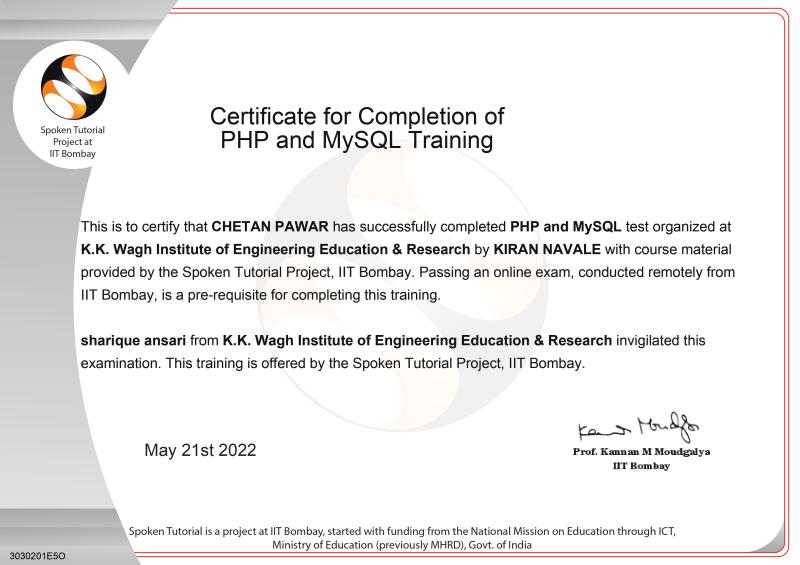 Spoken Tutorial
Project at
IIT Bombay
Certificate for Completion of
PHP and MySQL Training
This is to certify that CHETAN PAWAR has successfully completed PHP and MySQL test organized at
K.K. Wagh Institute of Engineering Education & Research by KIRAN NAVALE with course material
provided by the Spoken Tutorial Project, IIT Bombay. Passing an online exam, conducted remotely from
IIT Bombay, is a pre-requisite for completing this training.
sharique ansari from K.K. Wagh Institute of Engineering Education & Research invigilated this
examination. This training is offered by the Spoken Tutorial Project, IIT Bombay.
May 21st 2022
Prof. Kannan M Moudgalya
IIT Bombay
Spoken Tutorial is a project at IIT Bombay, started with funding from the National Mission on Education through ICT,
Ministry of Education (previously MHRD), Govt. of India
3030201E5O